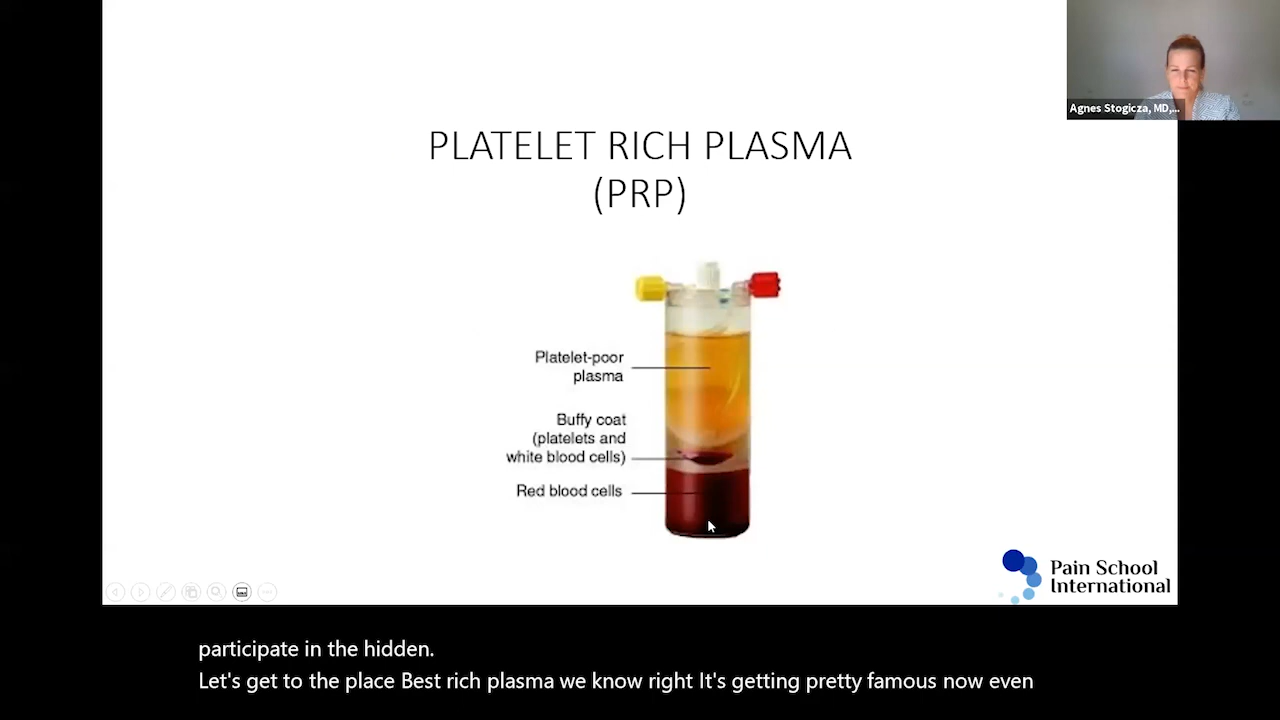 Agnes Stogicza, MD,...
PLATELET RICH PLASMA
(PRP)
Platelet-poor
plasma
Buffy coat
(platelets and
white blood cells)
Red blood cells
Pain School
International
participate in the hidden.
Let's get to the place Best rich plasma we know right It's getting pretty famous now even